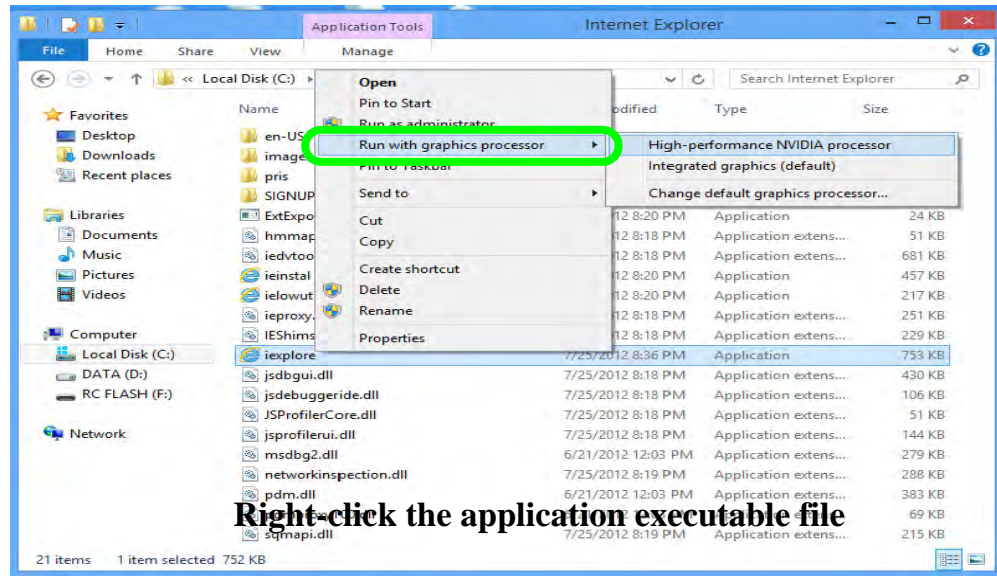 Application Tools Internet Explorer
File Home Share View Manage
« Local Disk (C:) Search Internet Explorer
Name Modified Type Size
Favorites
Desktop
Downloads
Recent places
Libraries
Documents
Music
Pictures
Videos
Computer
Local Disk (C:)
DATA (D:)
RC FLASH (F:)
Network
Open
Pin to Start
Run as administrator
Run with graphics processor
Pin to Taskbar
Send to
Cut
Copy
Create shortcut
Delete
Rename
Properties
High-performance NVIDIA processor
Integrated graphics (default)
Change default graphics processor...
en-US
image
pris
SIGNUP
ExtExpo 12 8:20 PM Application 24 KB
hmmap 12 8:18 PM Application extens... 51 KB
iedvtoo 12 8:18 PM Application extens... 681 KB
ieinstal 12 8:20 PM Application 457 KB
ielowut 12 8:20 PM Application 217 KB
ieproxy. 12 8:18 PM Application extens... 251 KB
IEShims 12 8:18 PM Application extens... 229 KB
iexplore 7/25/2012 8:36 PM Application 753 KB
jsdbgui.dll 7/25/2012 8:18 PM Application extens... 430 KB
jsdebuggeride.dll 7/25/2012 8:18 PM Application extens... 106 KB
JSProfilerCore.dll 7/25/2012 8:18 PM Application extens... 51 KB
jsprofilerui.dll 7/25/2012 8:18 PM Application extens... 144 KB
msdbg2.dll 6/21/2012 12:03 PM Application extens... 279 KB
networkinspection.dll 7/25/2012 8:19 PM Application extens... 288 KB
pdm.dll 6/21/2012 12:03 PM Application extens... 383 KB
69 KB
Right-click the application executable file
sqmapi.dll 7/25/2012 8:19 PM Application extens... 215 KB
21 items 1 item selected 752 KB